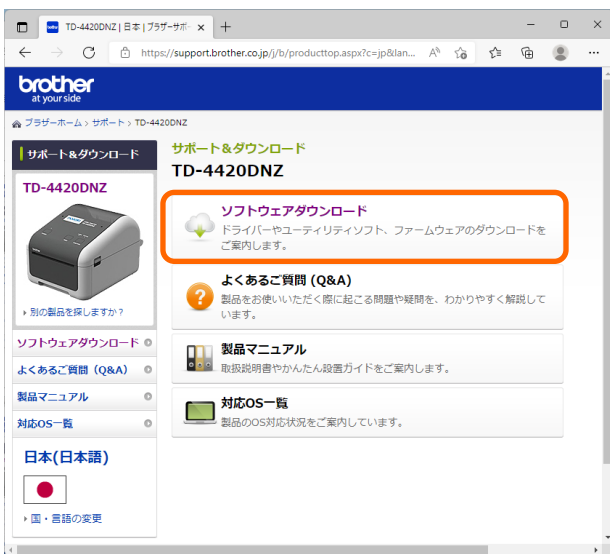 TD-4420DNZ | 日本 | ブラザーサポ
https://support.brother.co.jp/j/b/producttop.aspx?c=jp&lan...
brother
at your side
ブラザーホーム > サポート > TD-4420DNZ
サポート&ダウンロード
TD-4420DNZ
別の製品を探しますか？
ソフトウェアダウンロード
よくあるご質問（Q&A）
製品マニュアル
対応OS一覧
日本(日本語)
国・言語の変更
サポート&ダウンロード
TD-4420DNZ
ソフトウェアダウンロード
ドライバーやユーティリティソフト、ファームウェアのダウンロードを
ご案内します。
よくあるご質問 (Q&A)
製品をお使いいただく際に起こる問題や疑問を、わかりやすく解説して
います。
製品マニュアル
取扱説明書やかんたん設置ガイドをご案内します。
対応OS一覧
製品のOS対応状況をご案内しています。